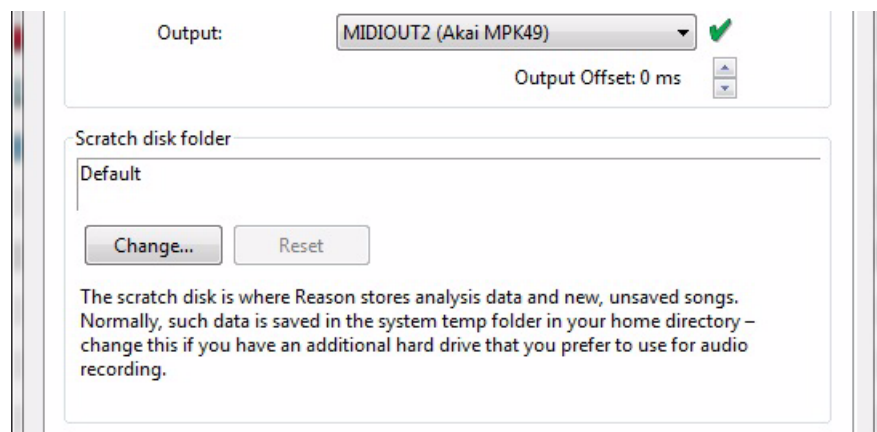 Output:
MIDIOUT2 (Akai MPK49)
Output Offset: 0 ms
Scratch disk folder
Default
Change...
Reset
The scratch disk is where Reason stores analysis data and new, unsaved songs.
Normally, such data is saved in the system temp folder in your home directory –
change this if you have an additional hard drive that you prefer to use for audio
recording.